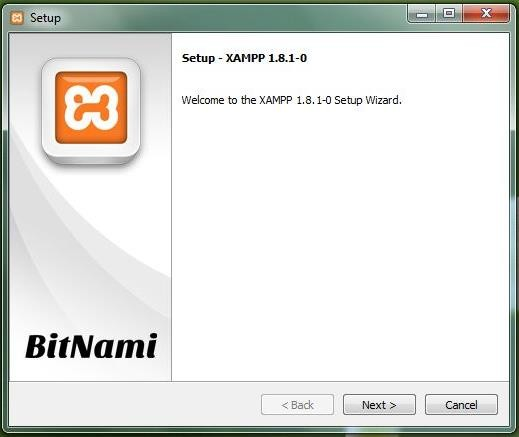 Setup
Setup - XAMPP 1.8.1-0
Welcome to the XAMPP 1.8.1-0 Setup Wizard.
BitNami
< Back
Next >
Cancel